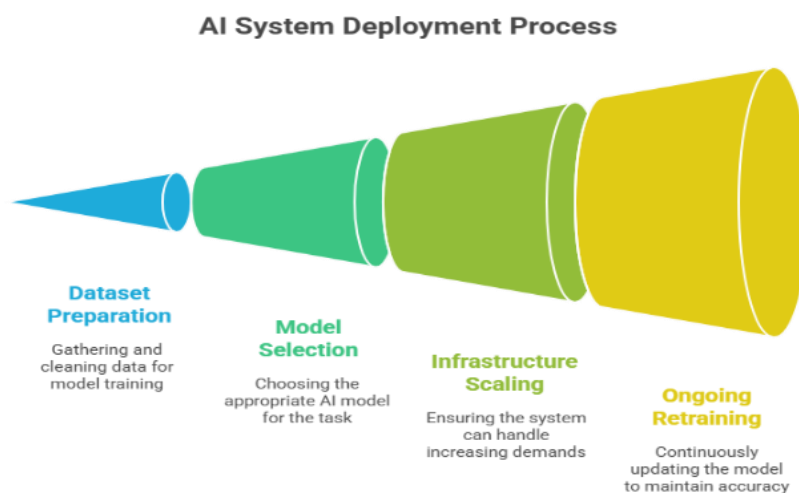 AI System Deployment Process
Dataset
Preparation
Gathering and
cleaning data for
model training
Model
Selection
Choosing the
appropriate AI model
for the task
Infrastructure
Scaling
Ensuring the system
can handle
increasing demands
Ongoing
Retraining
Continuously
updating the model
to maintain accuracy